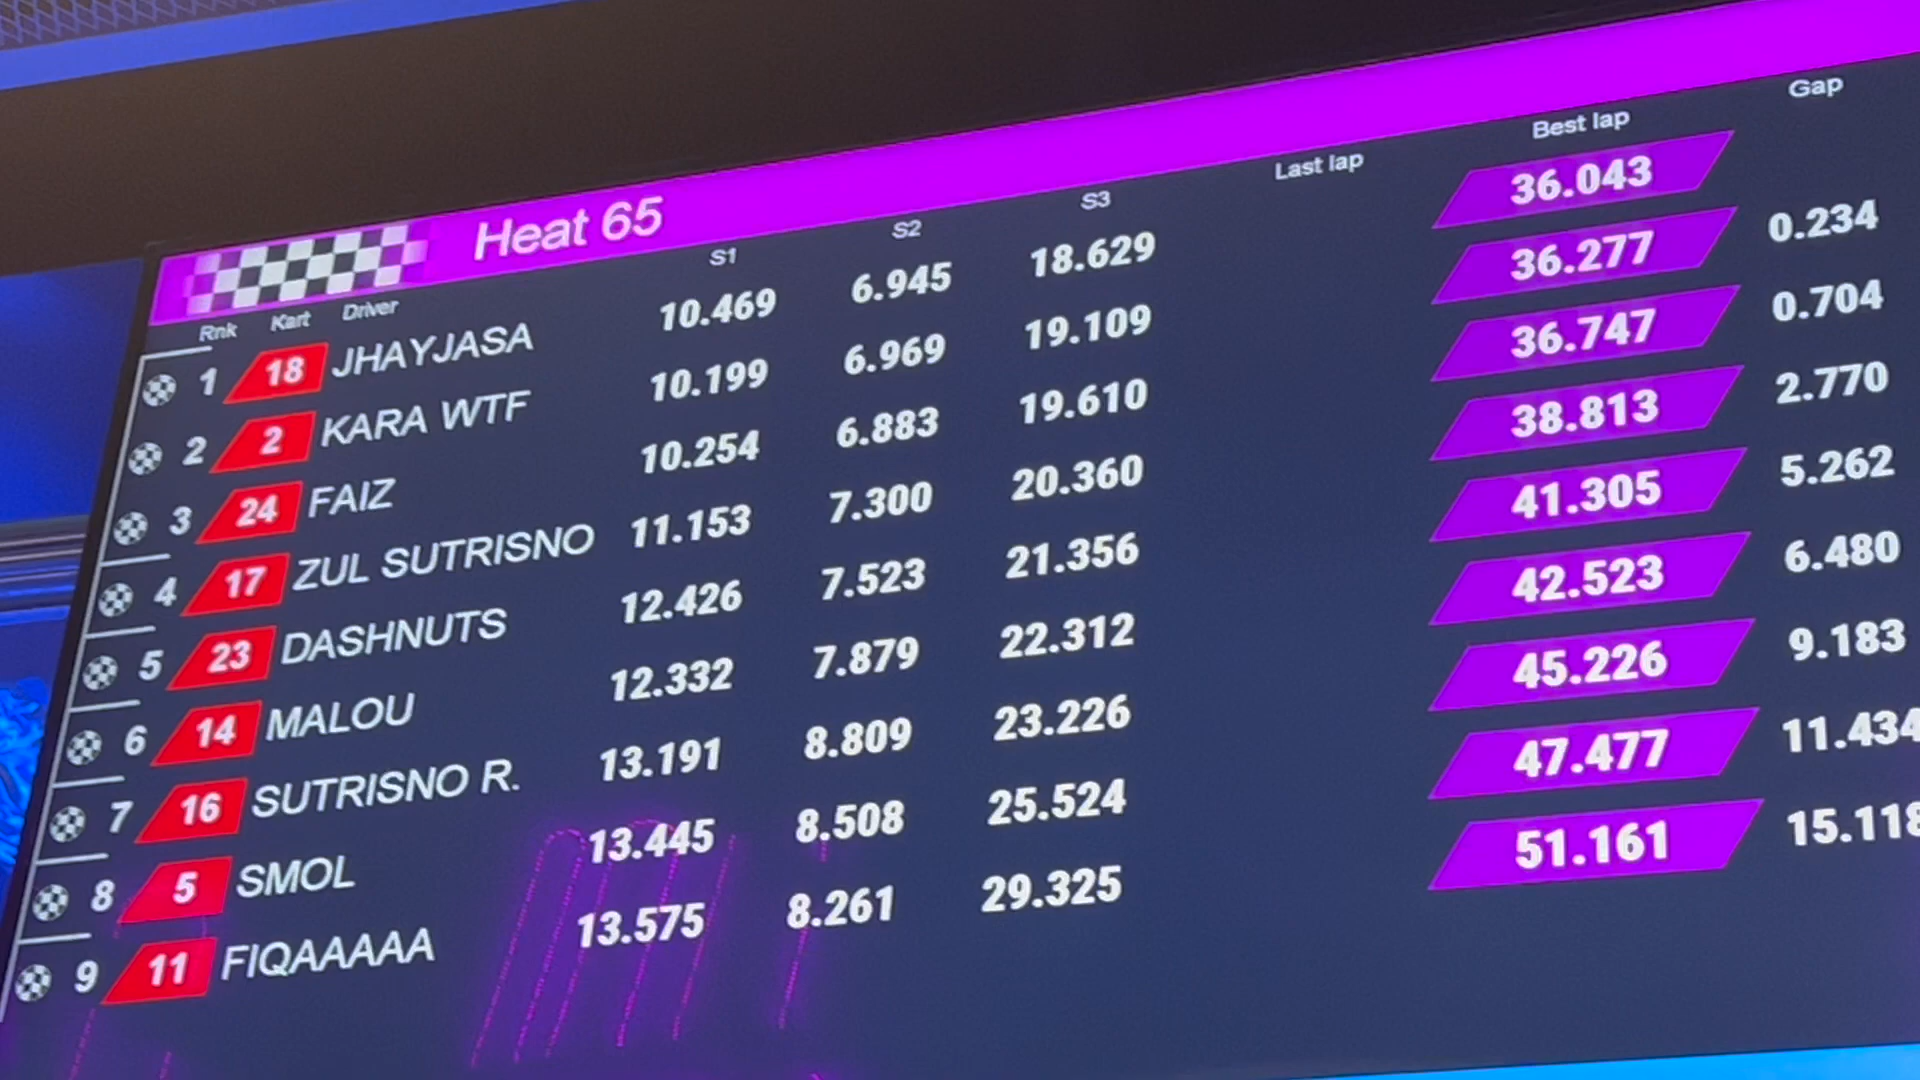 Heat 65
Rnk Kart Driver S1 S2 S3 Last lap Best lap Gap
1 18 JHAYJASA 10.469 6.945 18.629 36.043
2 2 KARA WTF 10.199 6.969 19.109 36.277 0.234
3 24 FAIZ 10.254 6.883 19.610 36.747 0.704
4 17 ZUL SUTRISNO 11.153 7.300 20.360 38.813 2.770
5 23 DASHNUTS 12.426 7.523 21.356 41.305 5.262
6 14 MALOU 12.332 7.879 22.312 42.523 6.480
7 16 SUTRISNO R. 13.191 8.809 23.226 45.226 9.183
8 5 SMOL 13.445 8.508 25.524 47.477 11.434
9 11 FIQAAAAA 13.575 8.261 29.325 51.161 15.118